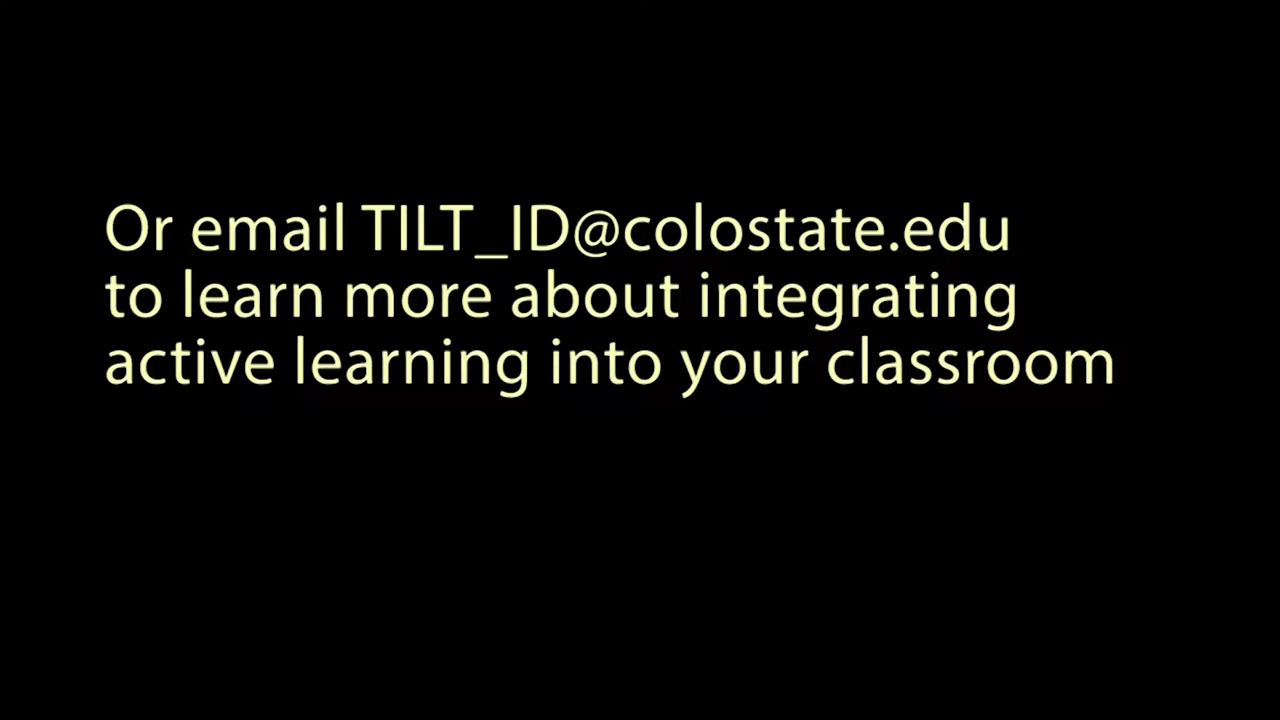 Or email TILT_ID@colostate.edu
to learn more about integrating
active learning into your classroom